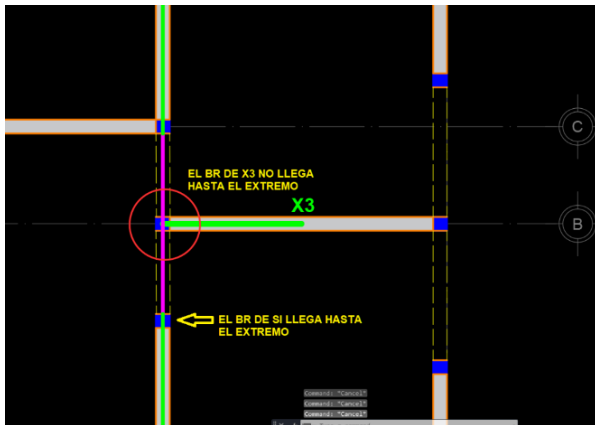 C
EL BR DE X3 NO LLEGA
HASTA EL EXTREMO
X3
B
EL BR DE SI LLEGA HASTA
EL EXTREMO
Command: "Cancel"
Command: "Cancel"
Command: "Cancel"